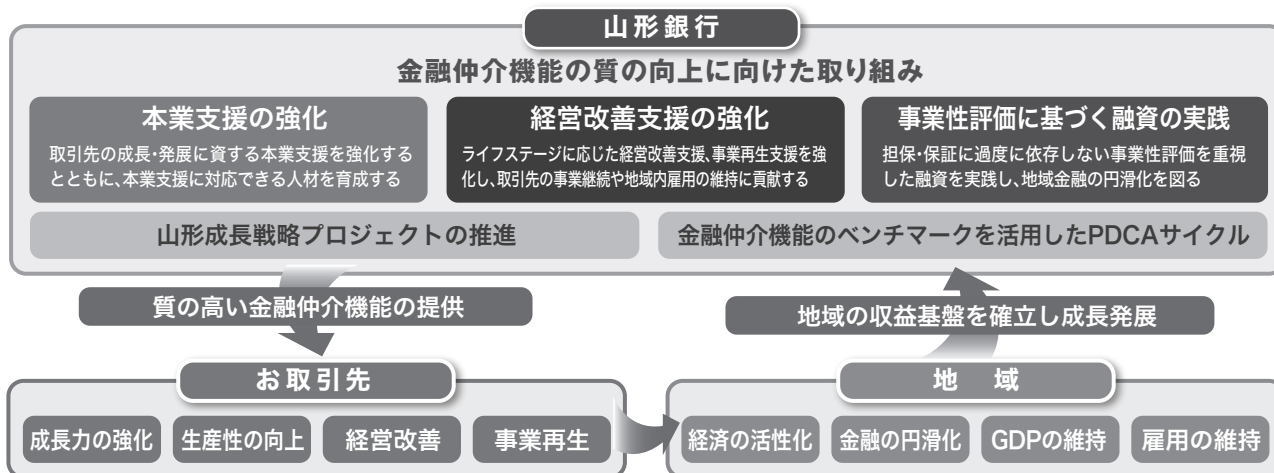 山形銀行
金融仲介機能の質の向上に向けた取り組み
本業支援の強化
取引先の成長・発展に資する本業支援を強化する
とともに、本業支援に対応できる人材を育成する
経営改善支援の強化
ライフステージに応じた経営改善支援、事業再生支援を強
化し、取引先の事業継続や地域内雇用の維持に貢献する
事業性評価に基づく融資の実践
担保・保証に過度に依存しない事業性評価を重視
した融資を実践し、地域金融の円滑化を図る
山形成長戦略プロジェクトの推進
金融仲介機能のベンチマークを活用したPDCAサイクル
質の高い金融仲介機能の提供
地域の収益基盤を確立し成長発展
お取引先
成長力の強化
生産性の向上
経営改善
事業再生
地 域
経済の活性化
金融の円滑化
GDPの維持
雇用の維持